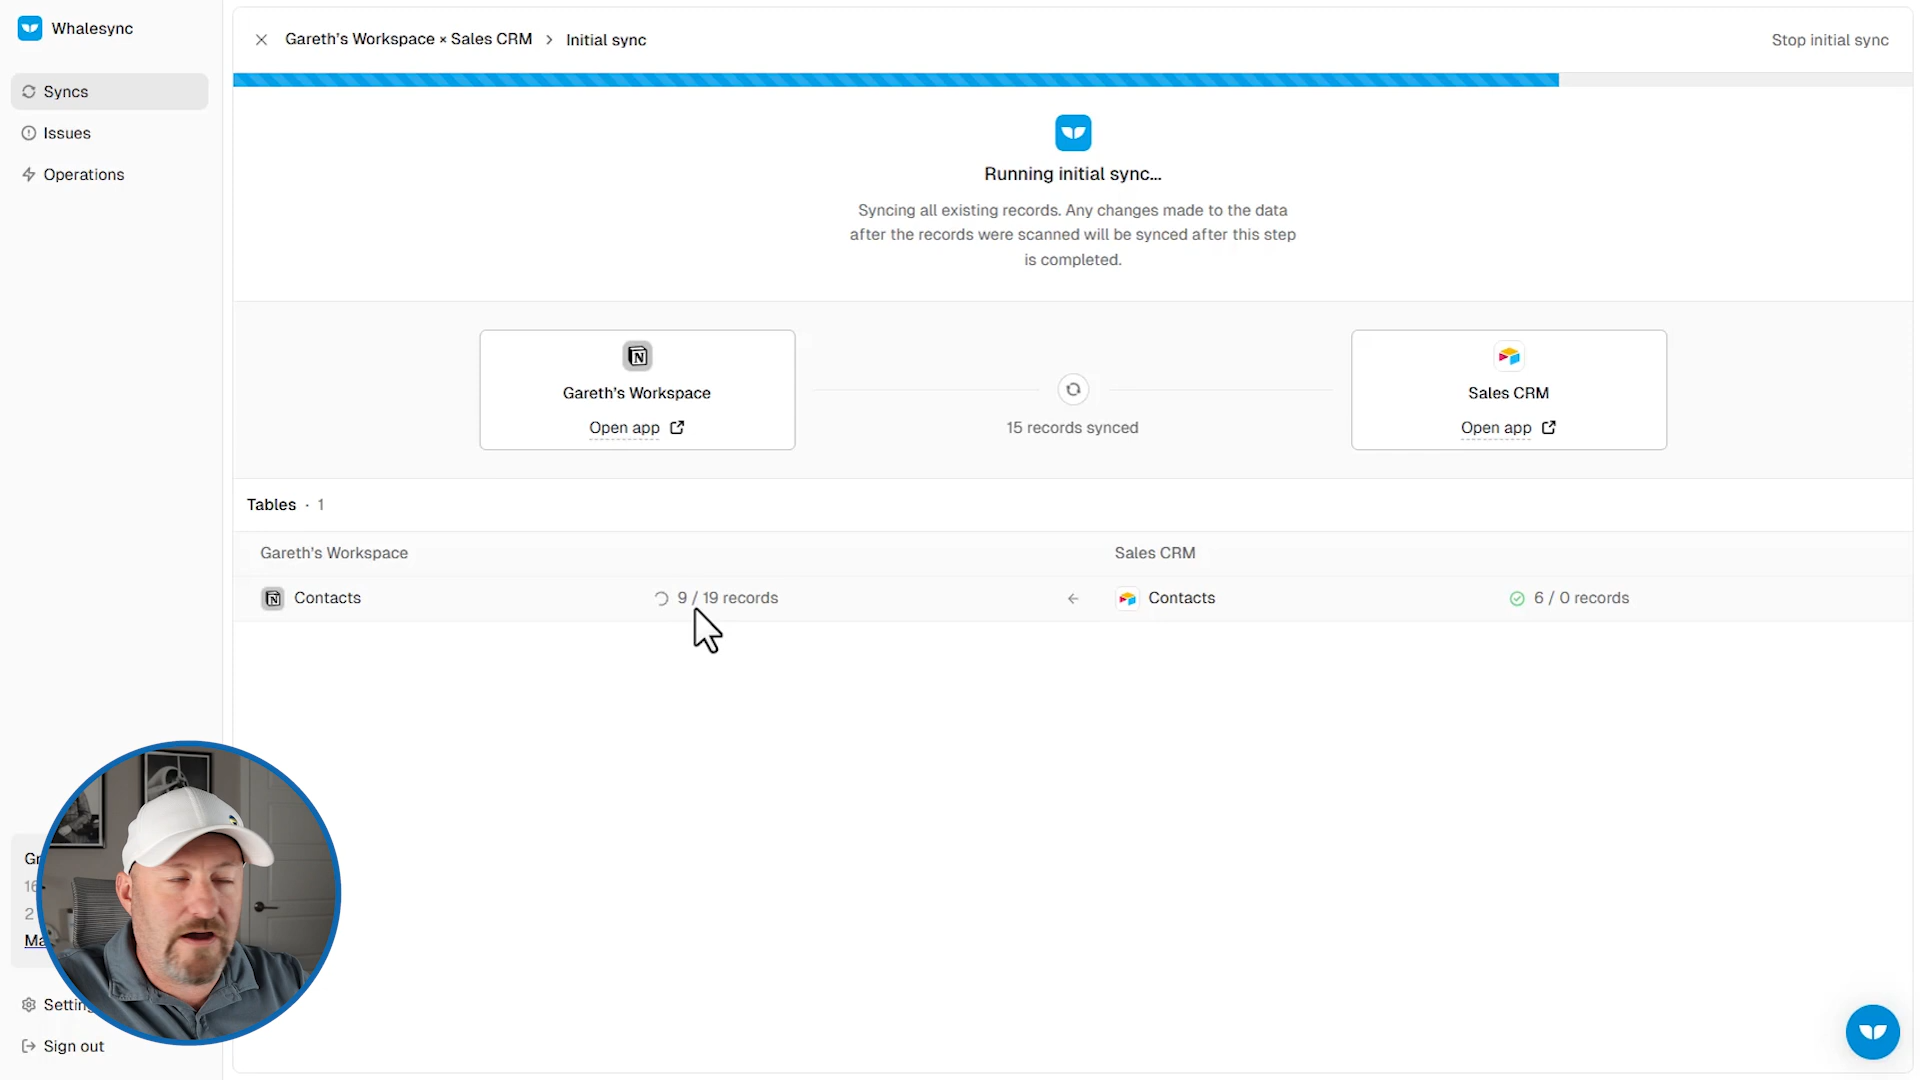 Whalesync
Syncs
Issues
Operations
Gareth's Workspace × Sales CRM > Initial sync
Stop initial sync
Running initial sync...
Syncing all existing records. Any changes made to the data
after the records were scanned will be synced after this step
is completed.
Gareth's Workspace
Open app
15 records synced
Sales CRM
Open app
Tables · 1
Gareth's Workspace
Sales CRM
Contacts
9 / 19 records
Contacts
6 / 0 records
Sign out